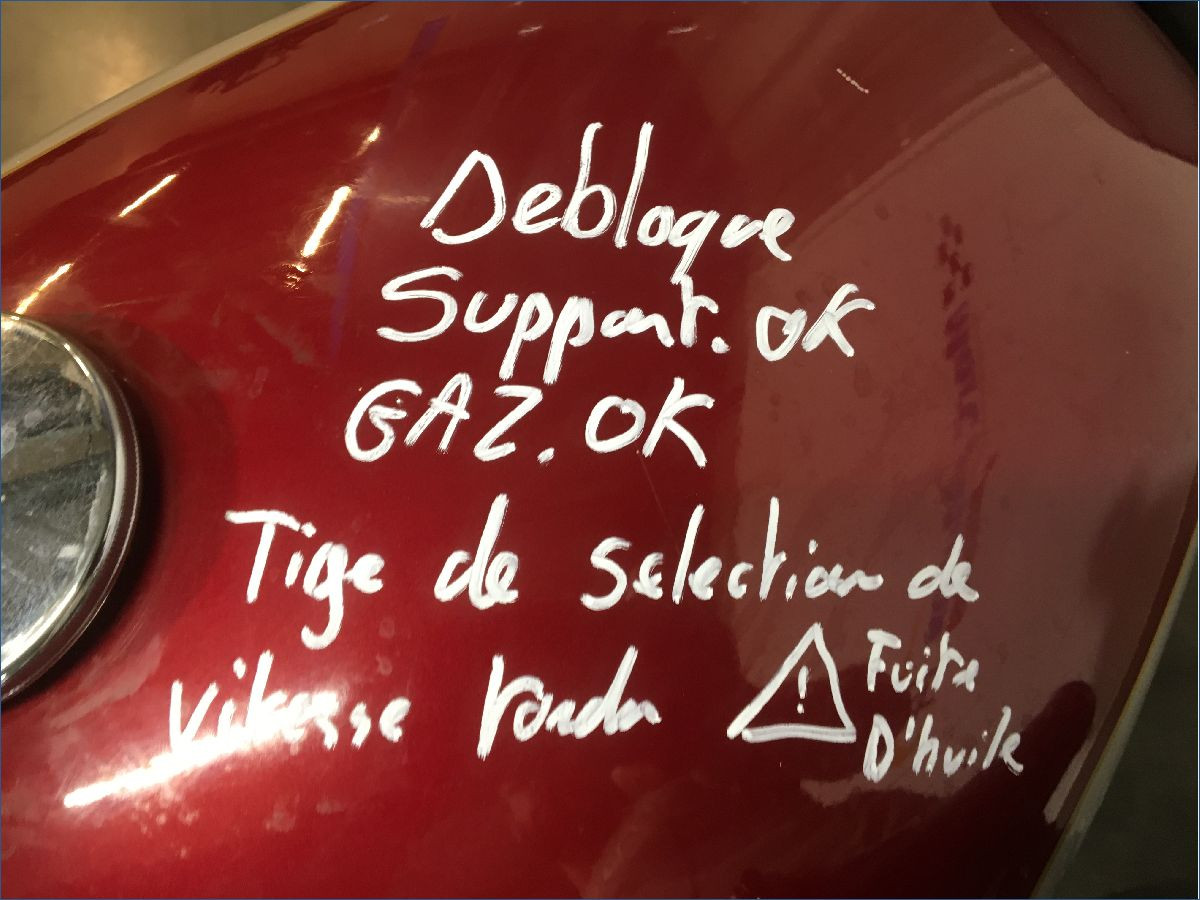 Debloque
Support. OK
GAZ. OK
Tige de selection de
vitesse
! Fuite
D'huile